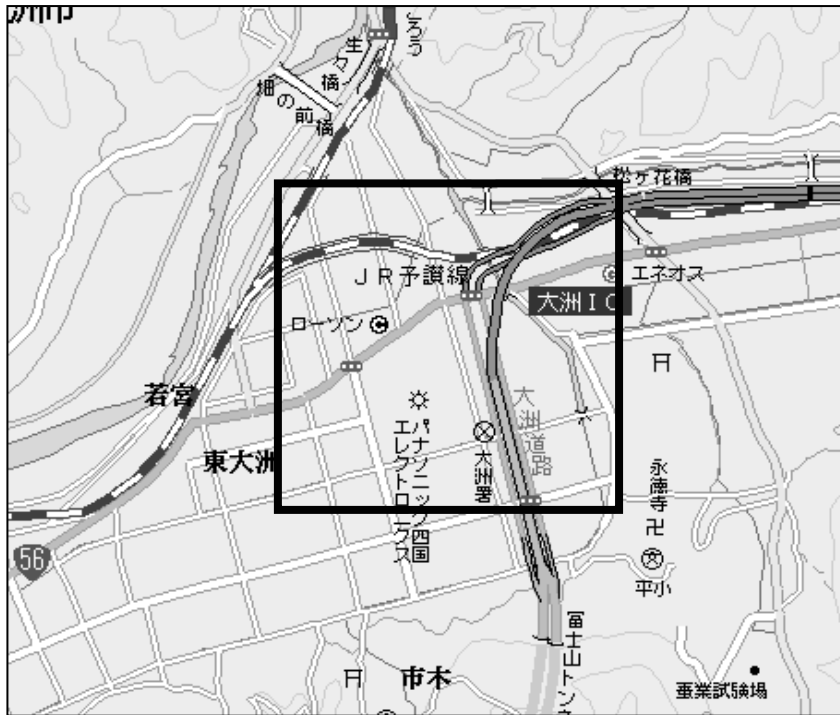 洲市
生々橋
畑の前橋
松ヶ花橋
JR予讃線
エネオス
大洲IC
ローソン
若宮
大洲道路
パナソニック四国
エレクトロニクス
大洲署
東大洲
永徳寺
56
平小
冨士山トンネ
市木
蚕業試験場